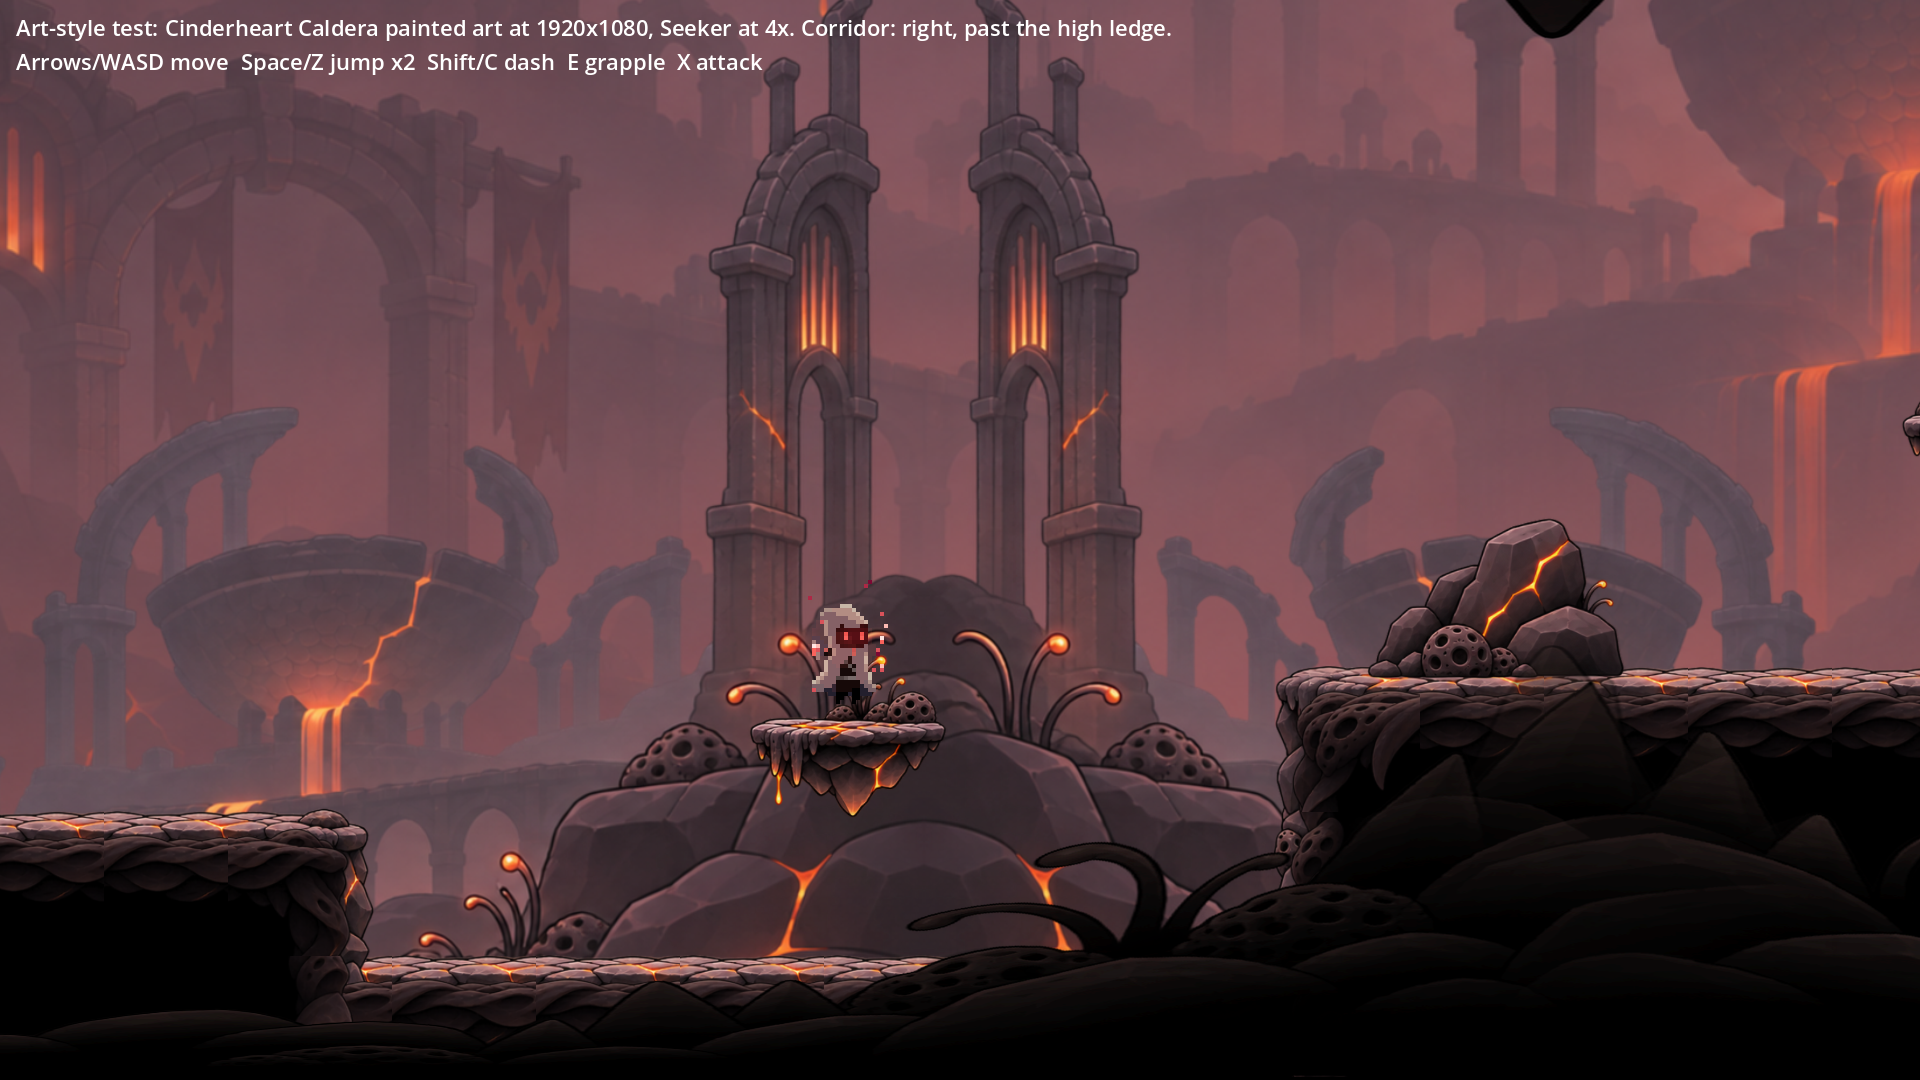 Art-style test: Cinderheart Caldera painted art at 1920x1080, Seeker at 4x. Corridor: right, past the high ledge.
Arrows/WASD move  Space/Z jump x2  Shift/C dash  E grapple  X attack